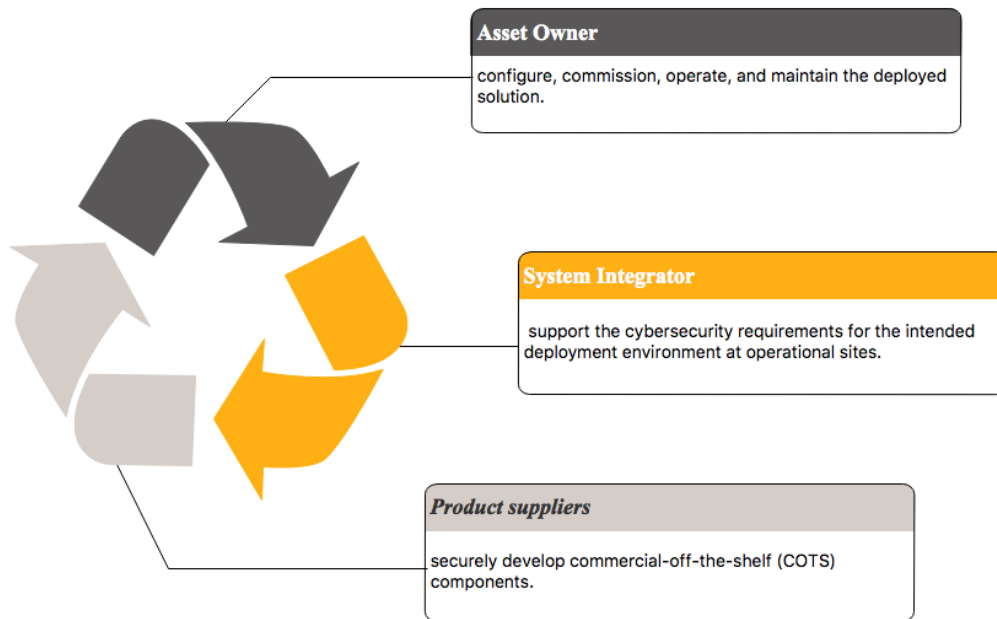 Asset Owner
configure, commission, operate, and maintain the deployed
solution.
System Integrator
support the cybersecurity requirements for the intended
deployment environment at operational sites.
Product suppliers
securely develop commercial-off-the-shelf (COTS)
components.